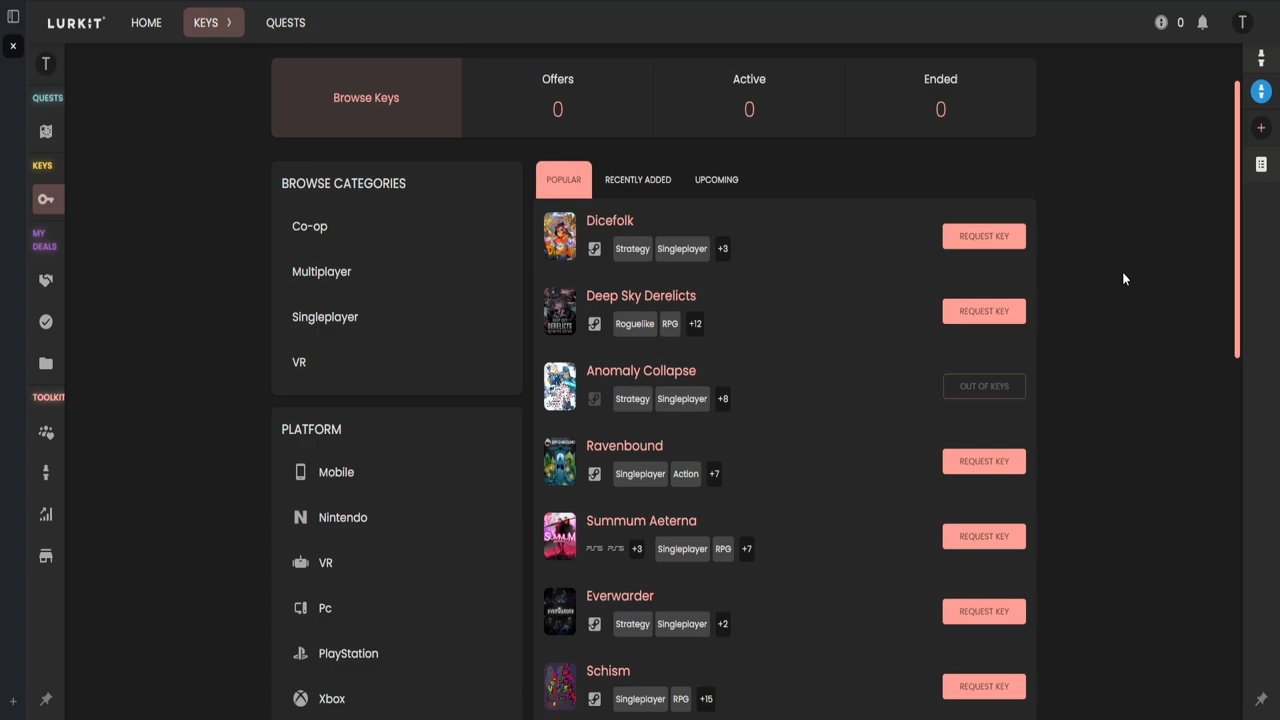 LURKIT HOME KEYS QUESTS 0 T
x
T
QUESTS
KEYS
MY
DEALS
TOOLKIT
Browse Keys
Offers
0
Active
0
Ended
0
BROWSE CATEGORIES
Co-op
Multiplayer
Singleplayer
VR
PLATFORM
Mobile
Nintendo
VR
Pc
PlayStation
Xbox
POPULAR RECENTLY ADDED UPCOMING
Dicefolk
Strategy Singleplayer +3
REQUEST KEY
Deep Sky Derelicts
Roguelike RPG +12
REQUEST KEY
DERELICTS
Anomaly Collapse
Strategy Singleplayer +8
OUT OF KEYS
Ravenbound
Singleplayer Action +7
REQUEST KEY
Summum Aeterna
PS5 PS5 +3 Singleplayer RPG +7
REQUEST KEY
Everwarder
Strategy Singleplayer +2
REQUEST KEY
EVERWARDER
Schism
Singleplayer RPG +15
REQUEST KEY